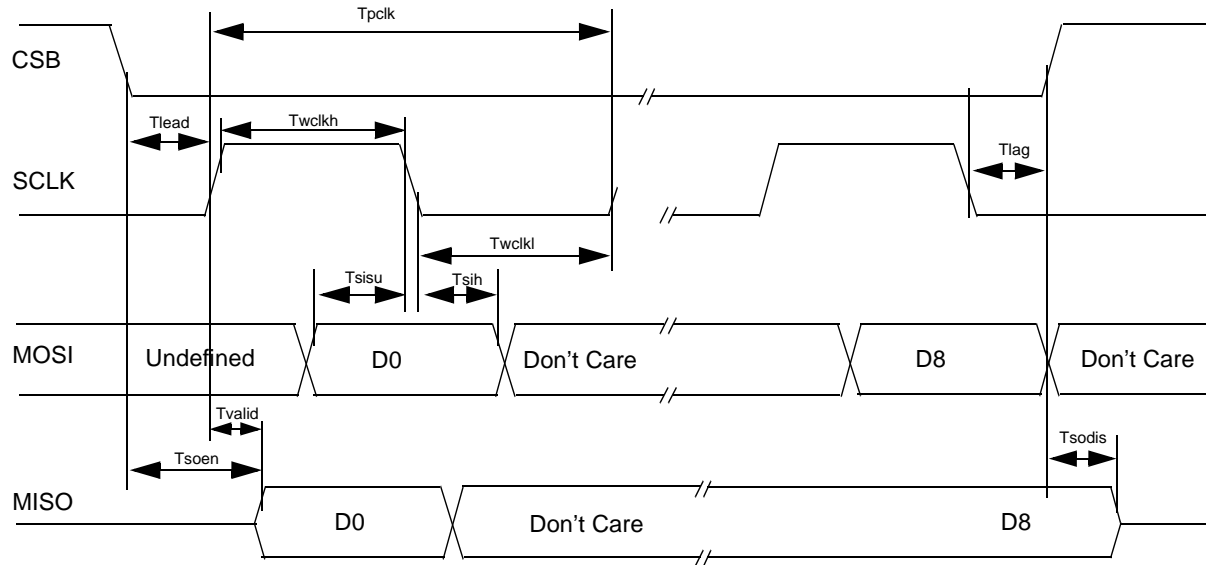 Tpclk
CSB
Tlead
Twclkh
Tlag
SCLK
Twclkl
Tsisu
Tsih
MOSI
Undefined
D0
Don't Care
D8
Don't Care
Tvalid
Tsoen
Tsodis
MISO
D0
Don't Care
D8